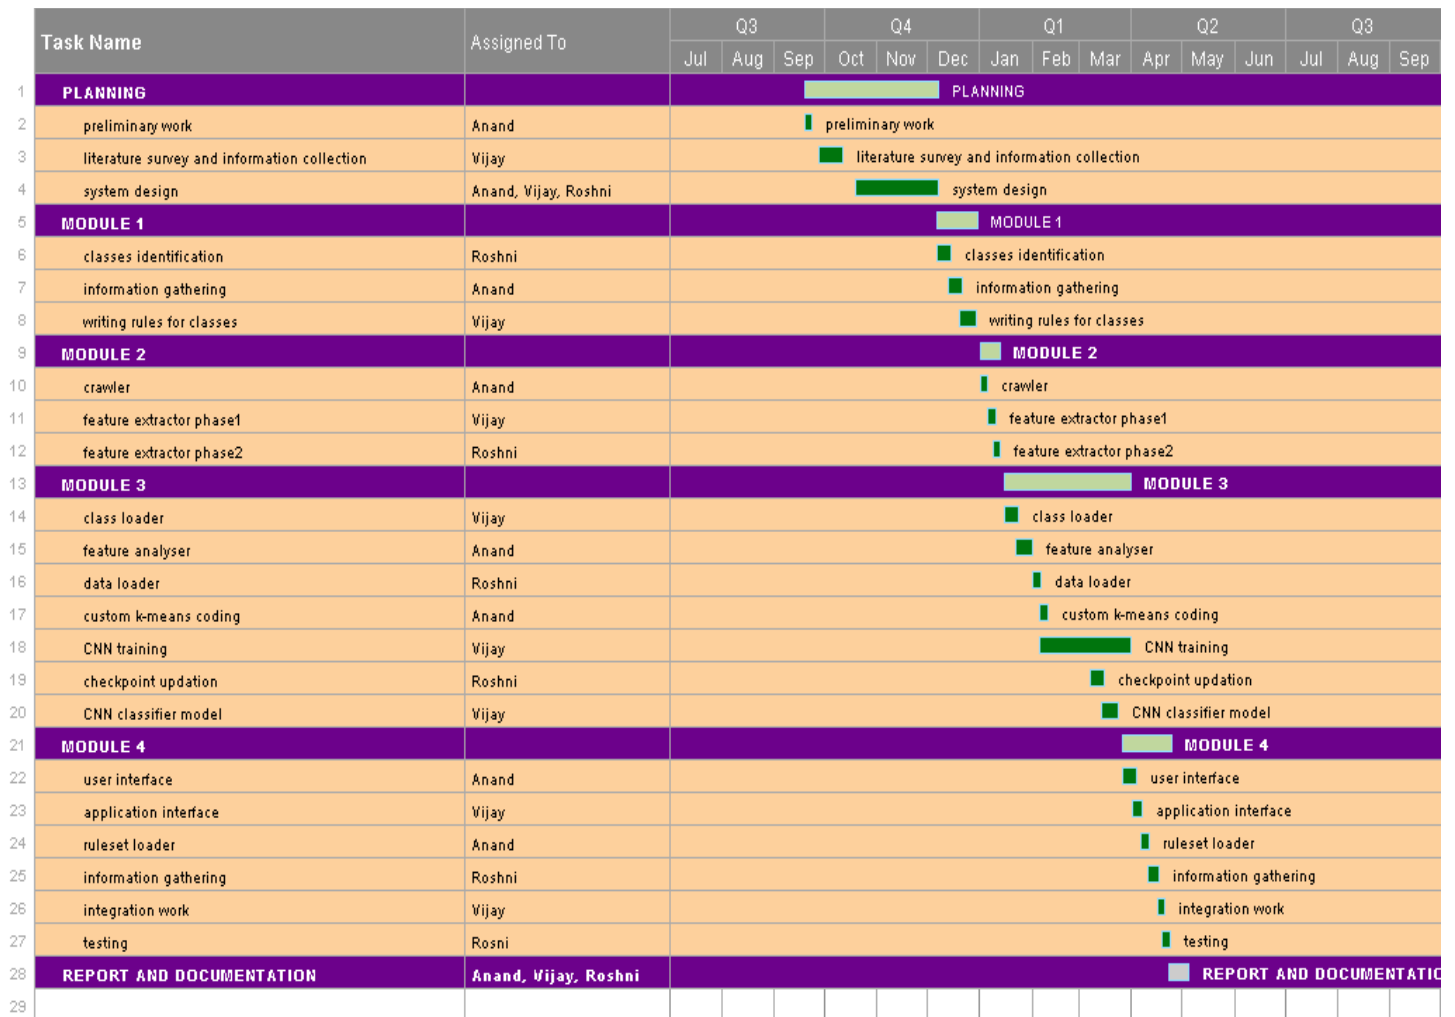 Task Name Assigned To Q3 Q4 Q1 Q2 Q3
Jul Aug Sep Oct Nov Dec Jan Feb Mar Apr May Jun Jul Aug Sep
1 PLANNING PLANNING
2 preliminary work Anand preliminary work
3 literature survey and information collection Vijay literature survey and information collection
4 system design Anand, Vijay, Roshni system design
5 MODULE 1 MODULE 1
6 classes identification Roshni classes identification
7 information gathering Anand information gathering
8 writing rules for classes Vijay writing rules for classes
9 MODULE 2 MODULE 2
10 crawler Anand crawler
11 feature extractor phase1 Vijay feature extractor phase1
12 feature extractor phase2 Roshni feature extractor phase2
13 MODULE 3 MODULE 3
14 class loader Vijay class loader
15 feature analyser Anand feature analyser
16 data loader Roshni data loader
17 custom k-means coding Anand custom k-means coding
18 CNN training Vijay CNN training
19 checkpoint updation Roshni checkpoint updation
20 CNN classifier model Vijay CNN classifier model
21 MODULE 4 MODULE 4
22 user interface Anand user interface
23 application interface Vijay application interface
24 ruleset loader Anand ruleset loader
25 information gathering Roshni information gathering
26 integration work Vijay integration work
27 testing Rosni testing
28 REPORT AND DOCUMENTATION Anand, Vijay, Roshni REPORT AND DOCUMENTATIO
29